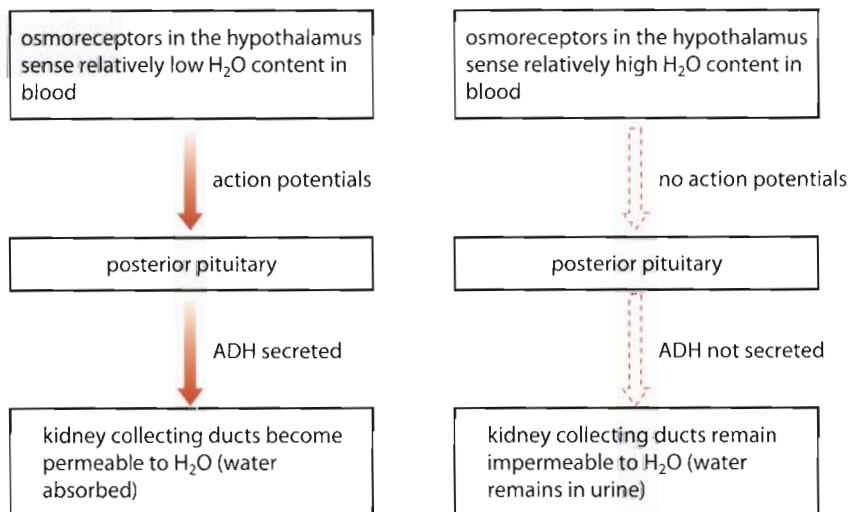 osmoreceptors in the hypothalamus
sense relatively low H₂O content in
blood
action potentials
posterior pituitary
ADH secreted
kidney collecting ducts become
permeable to H₂O (water
absorbed)
osmoreceptors in the hypothalamus
sense relatively high H₂O content in
blood
no action potentials
posterior pituitary
ADH not secreted
kidney collecting ducts remain
impermeable to H₂O (water
remains in urine)